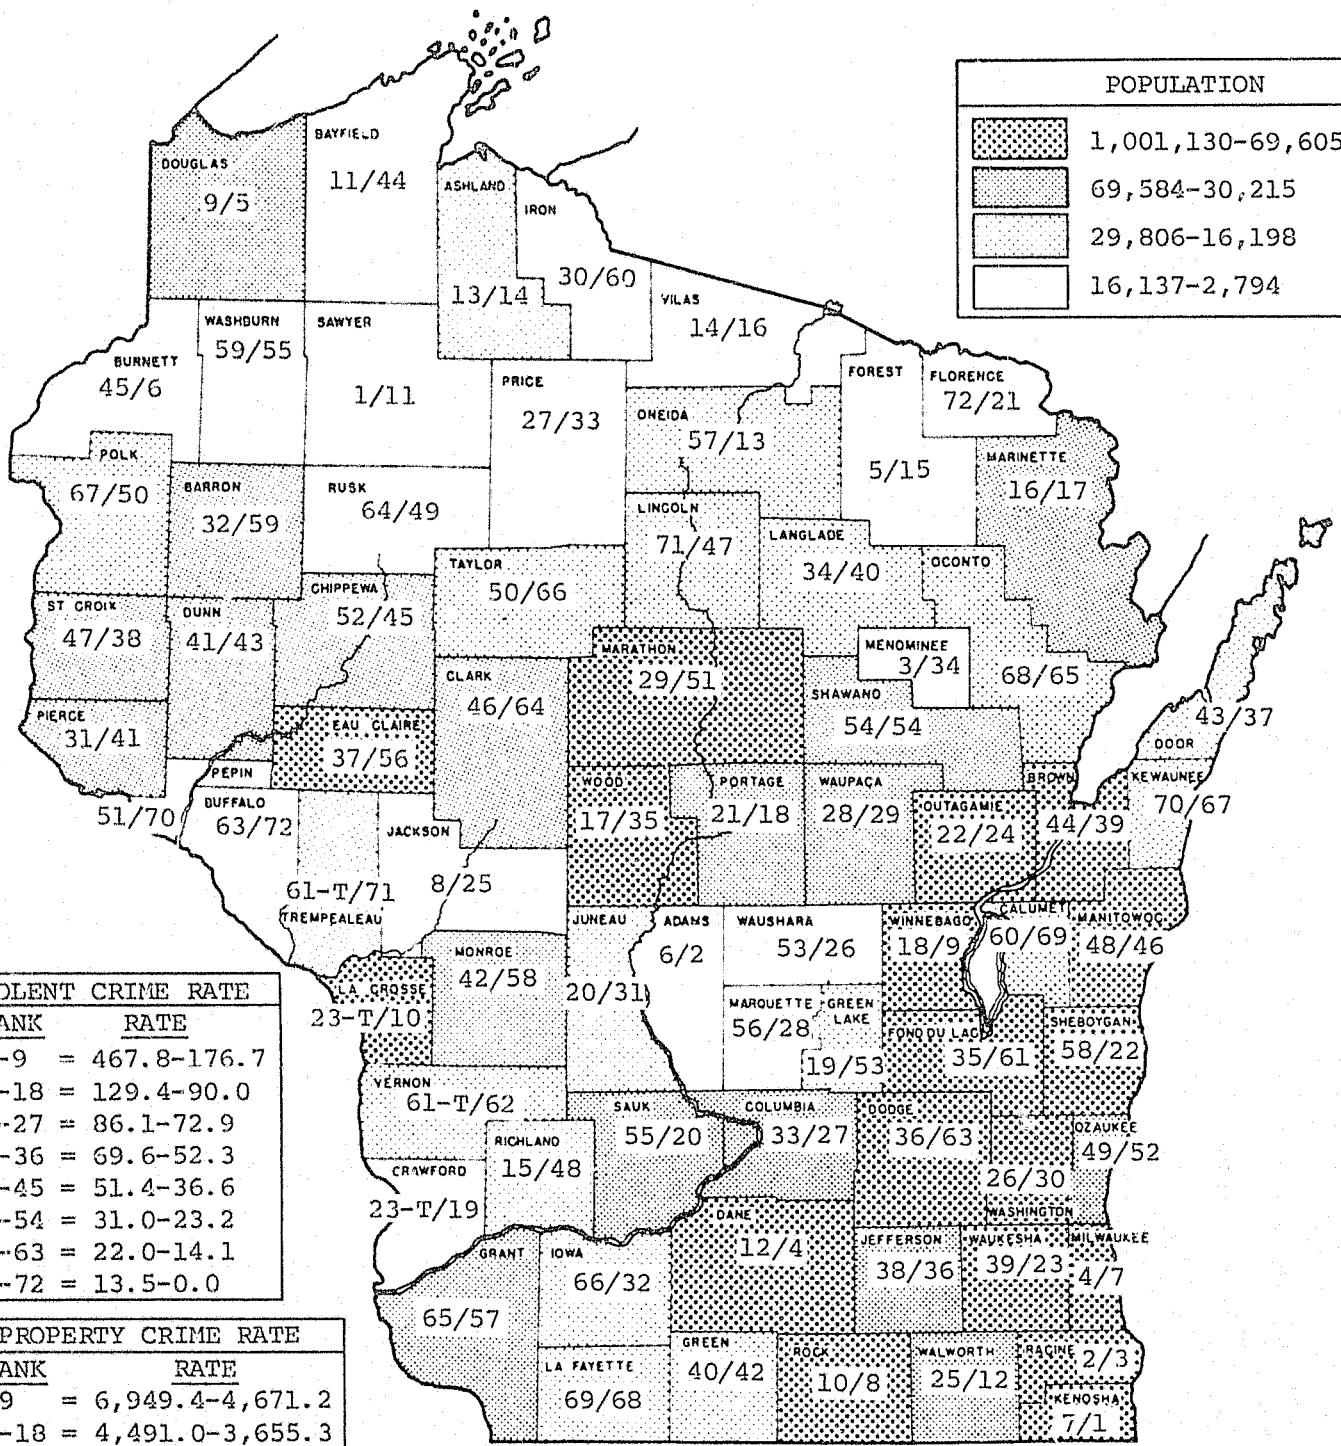 POPULATION
1,001,130-69,605
69,584-30,215
29,806-16,198
16,137-2,794
DOUGLAS
9/5
BAYFIELD
11/44
ASHLAND
13/14
IRON
30/60
VILAS
14/16
BURNETT
45/6
WASHBURN
59/55
SAWYER
1/11
PRICE
27/33
ONEIDA
57/13
FOREST
5/15
FLORENCE
72/21
MARINETTE
16/17
POLK
67/50
BARRON
32/59
RUSK
64/49
LINCOLN
71/47
LANGLADE
34/40
OCONTO
68/65
TAYLOR
50/66
CHIPPEWA
52/45
ST CROIX
47/38
DUNN
41/43
MARATHON
29/51
MENOMINEE
3/34
CLARK
46/64
SHAWANO
54/54
PIERCE
31/41
EAU CLAIRE
37/56
PEPIN
51/70
BUFFALO
63/72
JACKSON
8/25
61-T/71
TREMPEALEAU
WOOD
17/35
PORTAGE
21/18
WAUPACA
28/29
OUTAGAMIE
22/24
BROWN
44/39
DOOR
43/37
KEWAUNEE
70/67
JUNEAU
20/31
ADAMS
6/2
WAUSHARA
53/26
WINNEBAGO
18/9
CALUMET
60/69
MANITOWOC
48/46
MONROE
42/58
LA CROSSE
23-T/10
MARQUETTE
56/28
GREEN
LAKE
19/53
FOND DU LAC
35/61
SHEBOYGAN
58/22
VERNON
61-T/62
SAUK
55/20
COLUMBIA
33/27
DODGE
36/63
OZAUKEE
49/52
26/30
WASHINGTON
RICHLAND
15/48
CRAWFORD
23-T/19
DANE
12/4
GRANT
65/57
IOWA
66/32
JEFFERSON
38/36
WAUKESHA
39/23
MILWAUKEE
4/7
LA FAYETTE
69/68
GREEN
40/42
ROCK
10/8
WALWORTH
25/12
RACINE
2/3
KENOSHA
7/1
OLENT CRIME RATE
ANK RATE
-9 = 467.8-176.7
-18 = 129.4-90.0
-27 = 86.1-72.9
-36 = 69.6-52.3
-45 = 51.4-36.6
-54 = 31.0-23.2
-63 = 22.0-14.1
-72 = 13.5-0.0
PROPERTY CRIME RATE
ANK RATE
9 = 6,949.4-4,671.2
-18 = 4,491.0-3,655.3